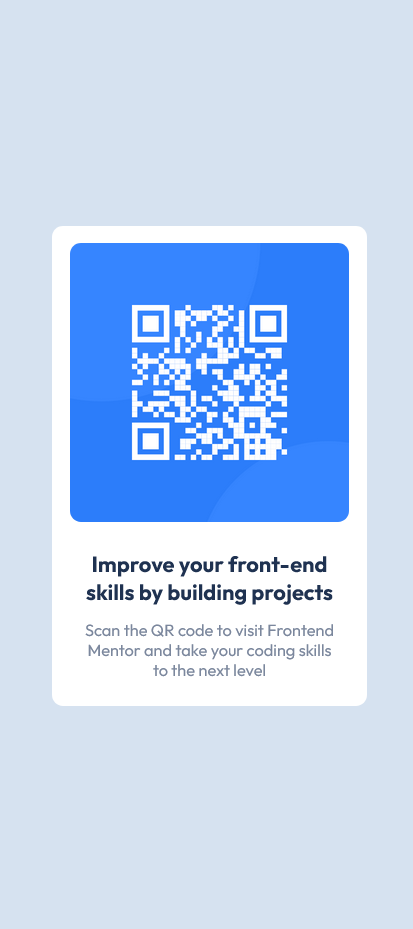 Improve your front-end
skills by building projects
Scan the QR code to visit Frontend
Mentor and take your coding skills
to the next level